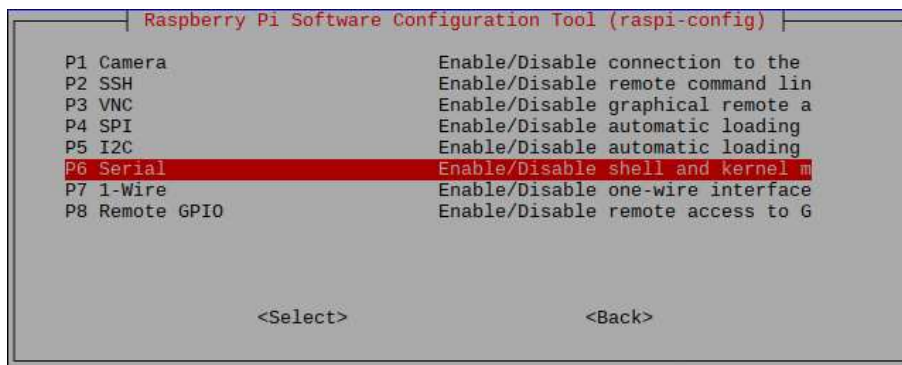 Raspberry Pi Software Configuration Tool (raspi-config)
P1 Camera Enable/Disable connection to the
P2 SSH Enable/Disable remote command lin
P3 VNC Enable/Disable graphical remote a
P4 SPI Enable/Disable automatic loading
P5 I2C Enable/Disable automatic loading
P6 Serial Enable/Disable shell and kernel m
P7 1-Wire Enable/Disable one-wire interface
P8 Remote GPIO Enable/Disable remote access to G
<Select> <Back>